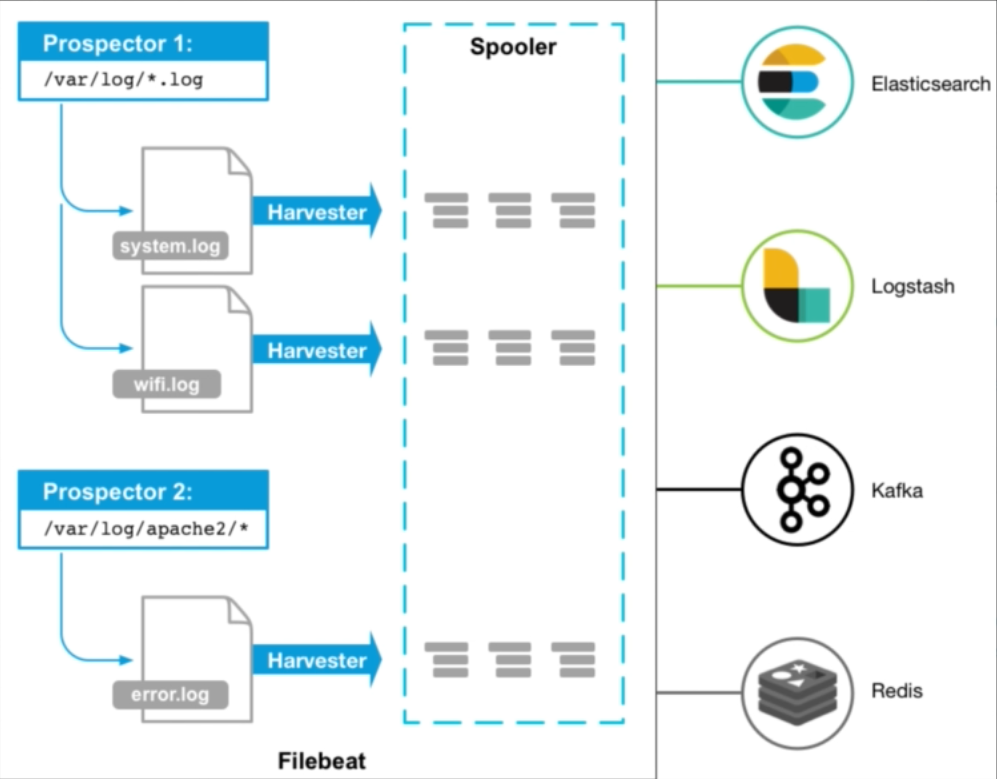 Prospector 1:
/var/log/*.log
Spooler
system.log
Harvester
wifi.log
Harvester
Prospector 2:
/var/log/apache2/*
error.log
Harvester
Filebeat
Elasticsearch
Logstash
Kafka
Redis